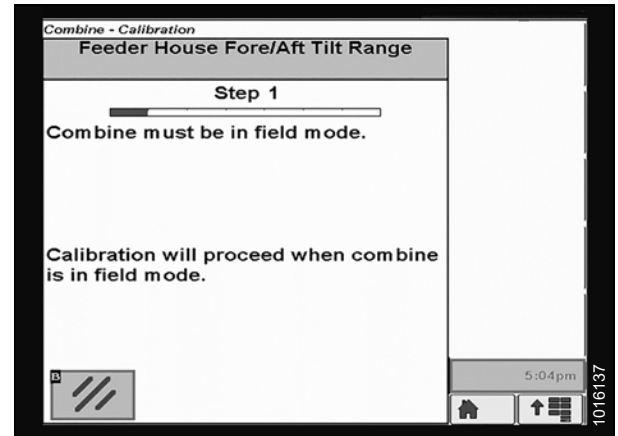 Combine - Calibration
Feeder House Fore/Aft Tilt Range
Step 1
Combine must be in field mode.
Calibration will proceed when combine
is in field mode.
B
5:04pm
1016137